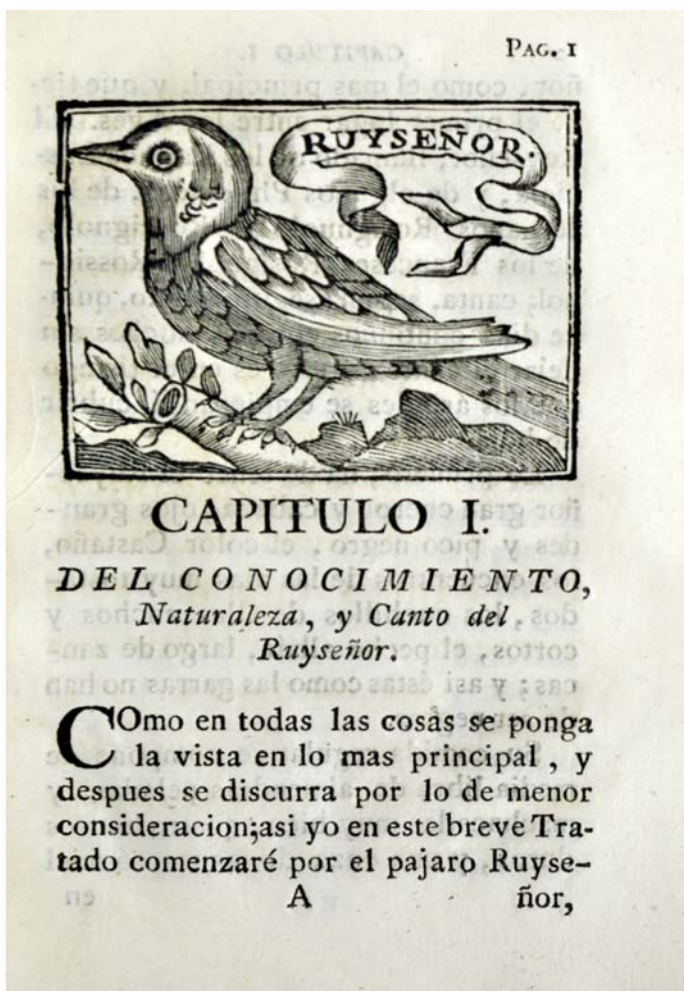 PAG. 1
RUYSEÑOR.
CAPITULO I.
DEL CONOCIMIENTO,
Naturaleza, y Canto del
Ruyseñor.
COmo en todas las cosas se ponga
la vista en lo mas principal, y
despues se discurra por lo de menor
consideracion;asi yo en este breve Tra-
tado comenzaré por el pajaro Ruyse-
A ñor,